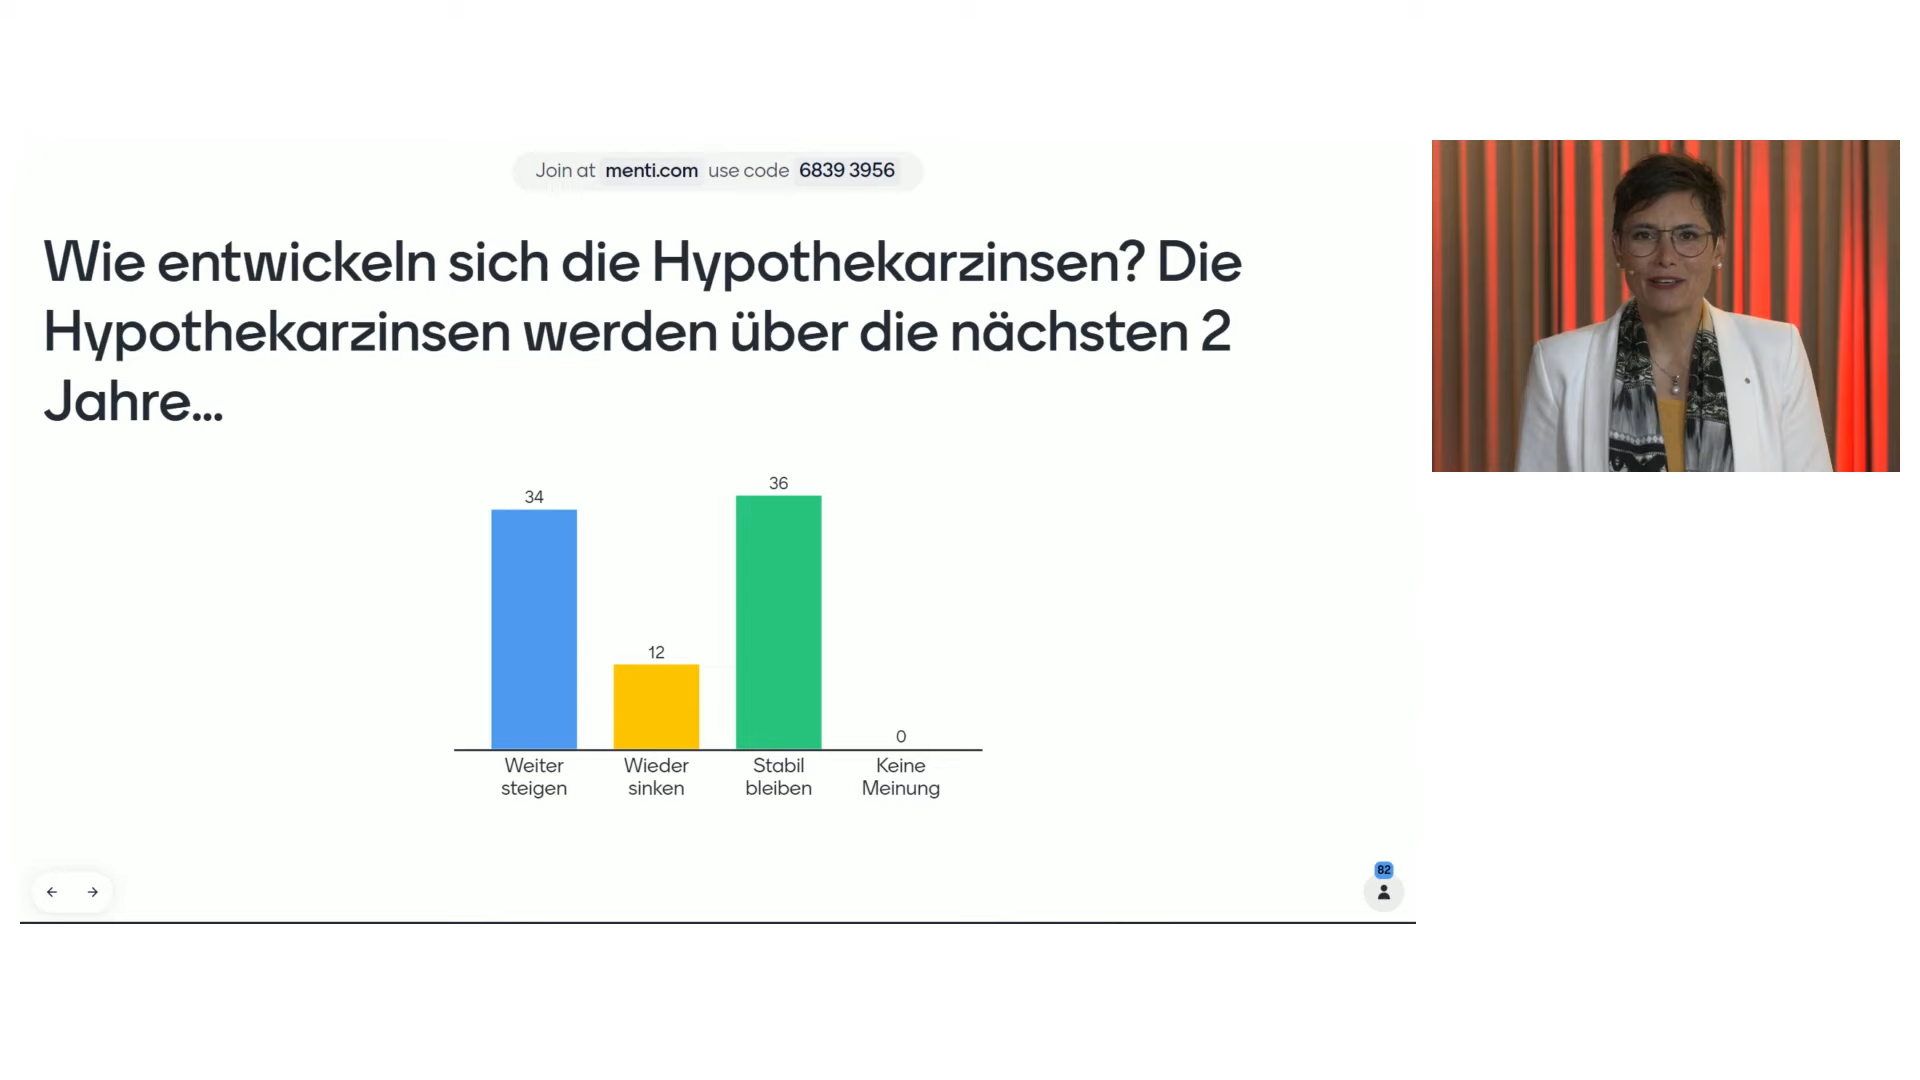 Join at menti.com use code 6839 3956
Wie entwickeln sich die Hypothekarzinsen? Die
Hypothekarzinsen werden über die nächsten 2
Jahre...
34
12
36
0
Weiter
steigen
Wieder
sinken
Stabil
bleiben
Keine
Meinung
82